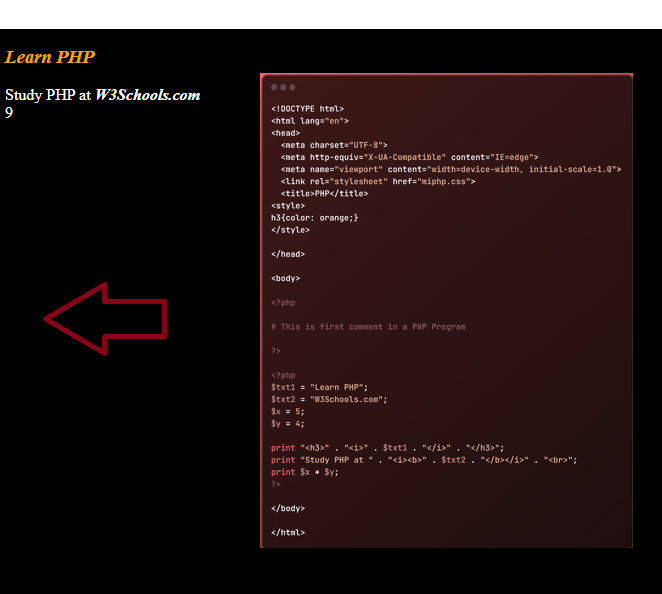 Learn PHP
Study PHP at W3Schools.com
9
<!DOCTYPE html>
<html lang="en">
<head>
  <meta charset="UTF-8">
  <meta http-equiv="X-UA-Compatible" content="IE=edge">
  <meta name="viewport" content="width=device-width, initial-scale=1.0">
  <link rel="stylesheet" href="miphp.css">
  <title>PHP</title>
<style>
h3{color: orange;}
</style>
</head>
<body>
<?php
# This is first comment in a PHP Program
?>
<?php
$txt1 = "Learn PHP";
$txt2 = "W3Schools.com";
$x = 5;
$y = 4;
print "<h3>" . "<i>" . $txt1 . "</i>" . "</h3>";
print "Study PHP at " . "<i><b>" . $txt2 . "</b></i>" . "<br>";
print $x + $y;
?>
</body>
</html>